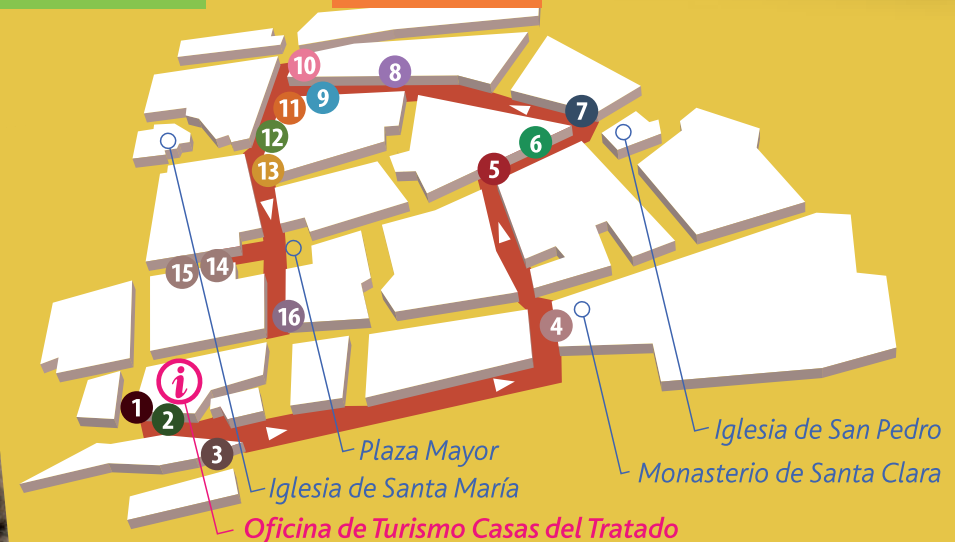 10
8
9
7
11
12
6
13
5
15
14
16
4
i
1
2
3
Iglesia de San Pedro
Plaza Mayor
Monasterio de Santa Clara
Iglesia de Santa María
Oficina de Turismo Casas del Tratado